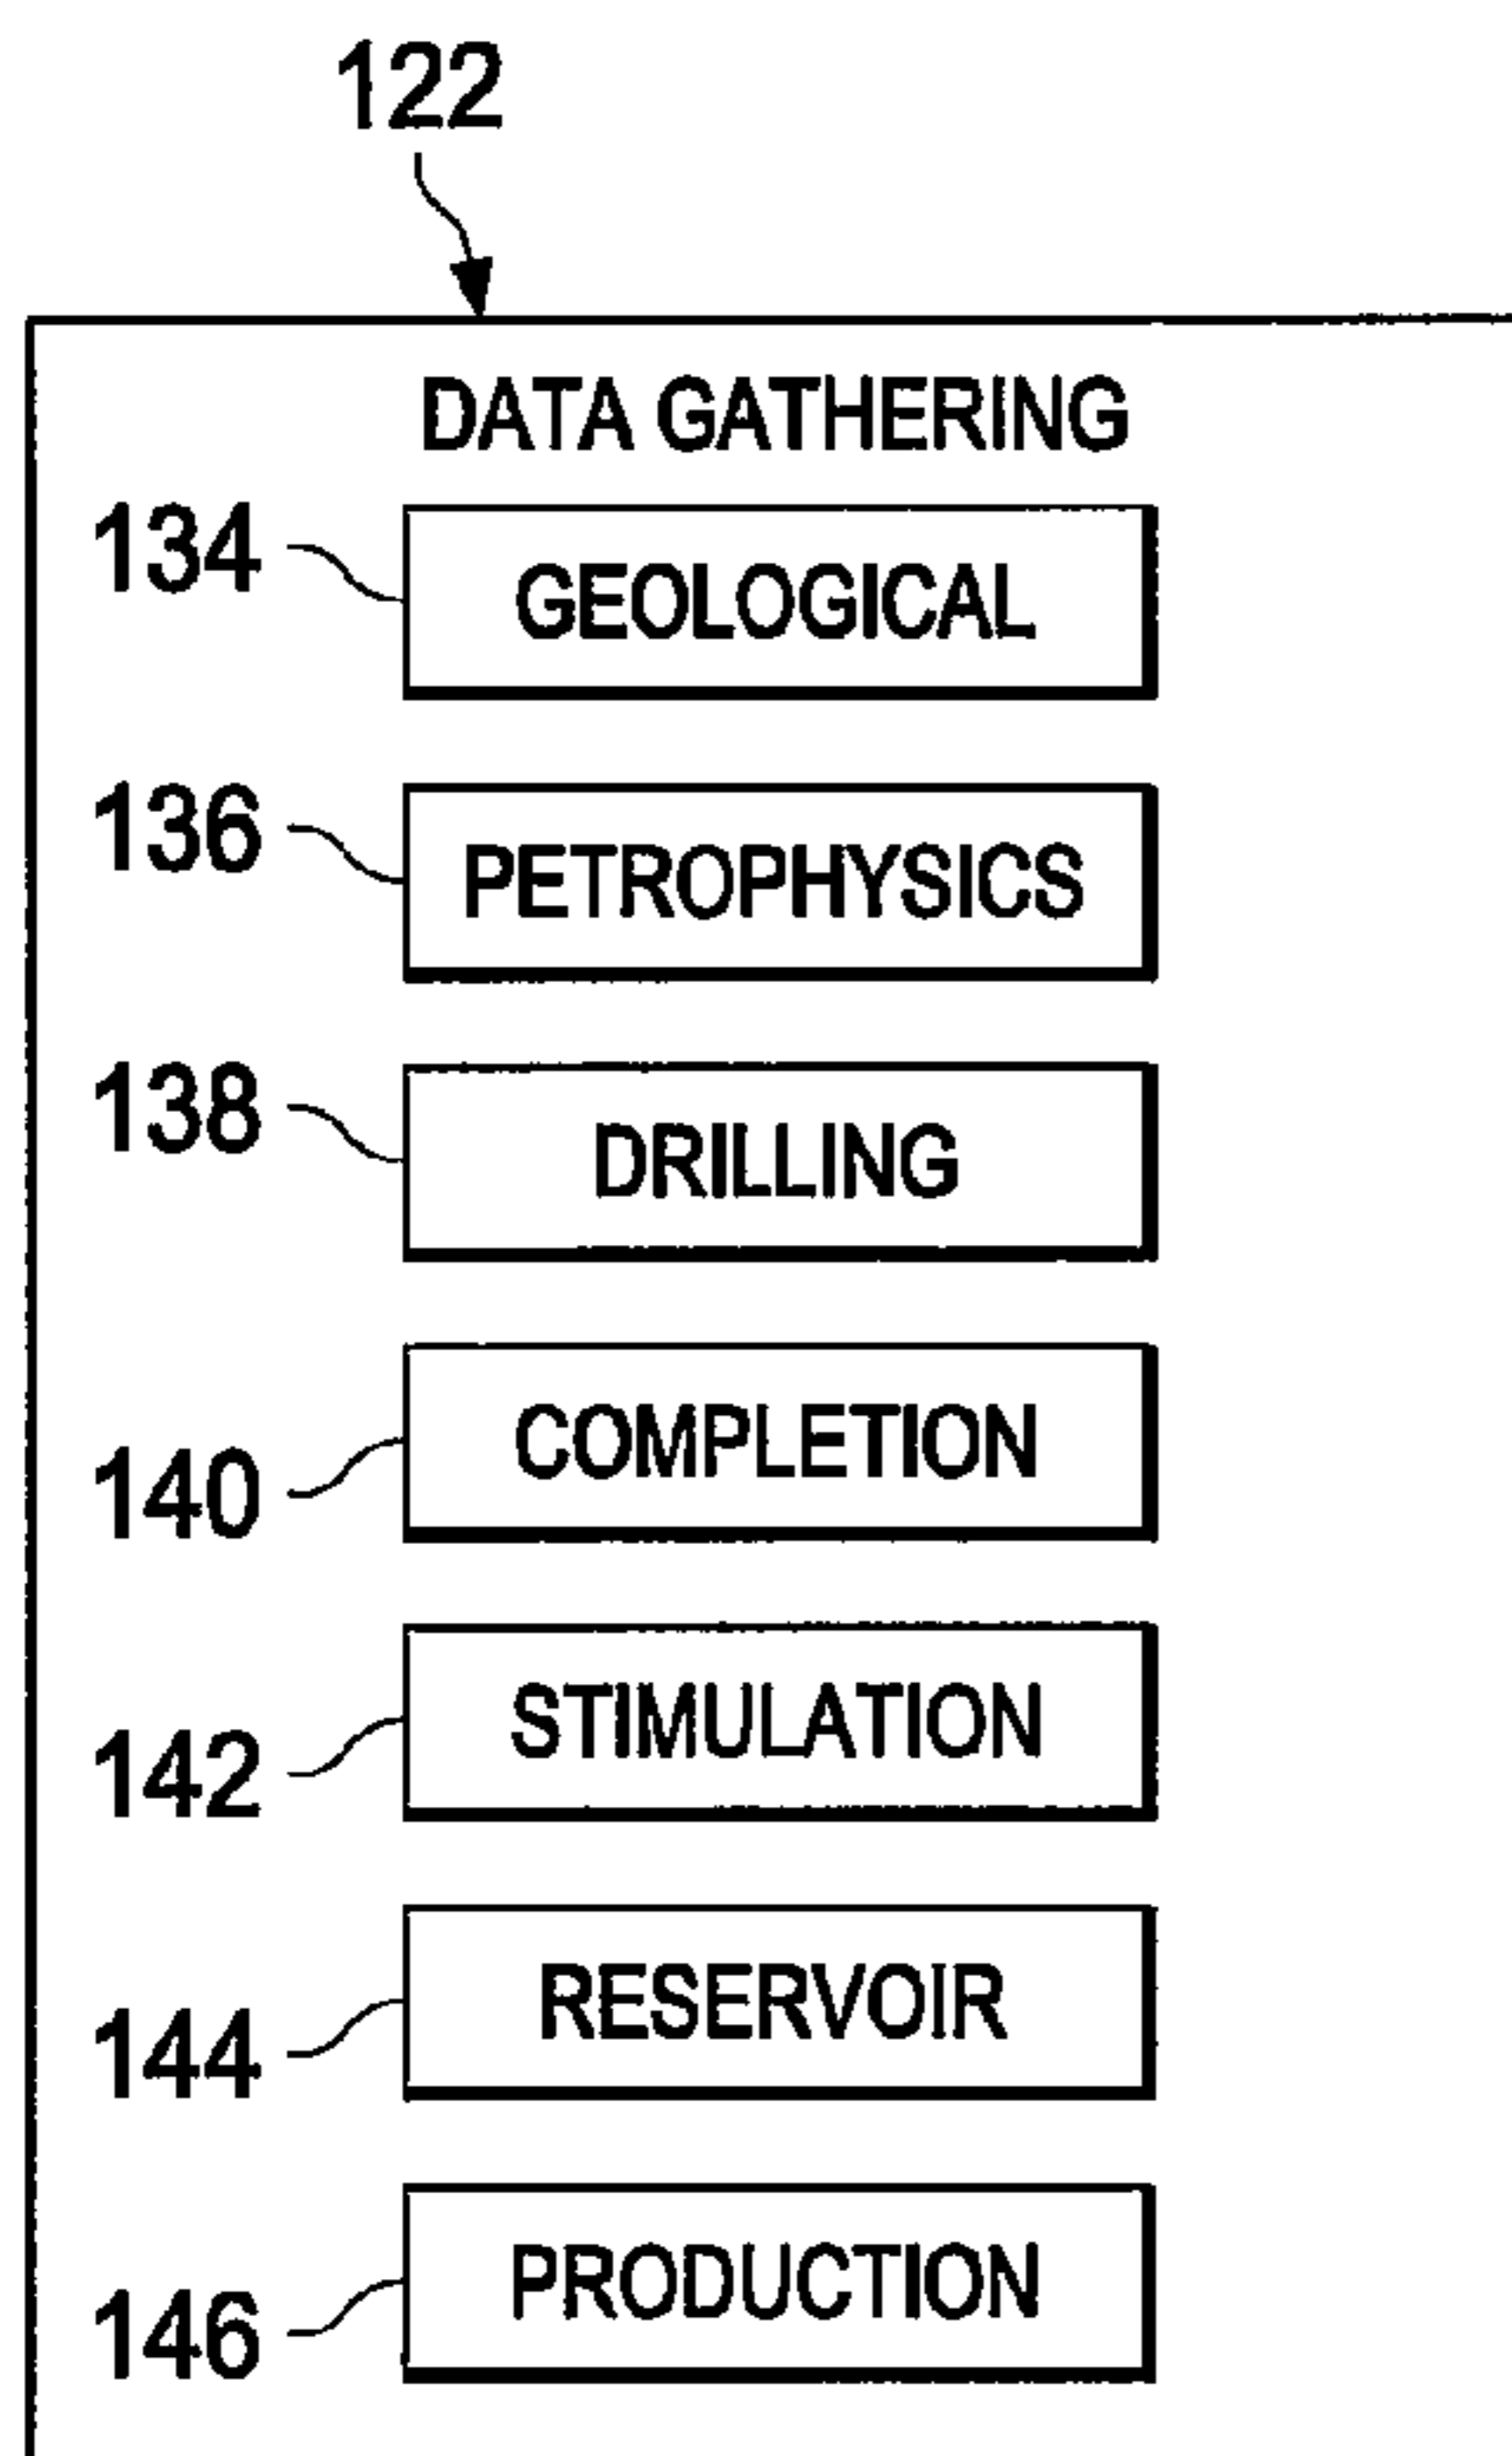 122
DATA GATHERING
134
GEOLOGICAL
136
PETROPHYSICS
138
DRILLING
140
COMPLETION
142
STIMULATION
144
RESERVOIR
146
PRODUCTION